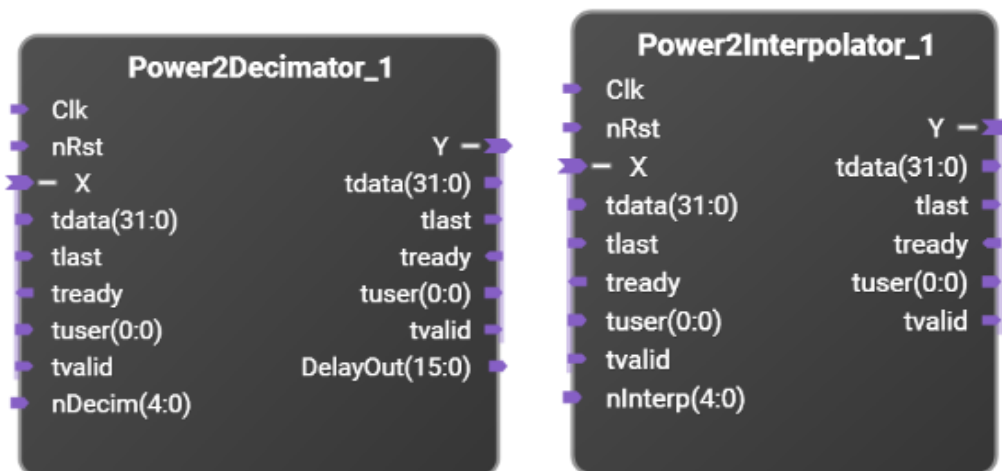 Power2Decimator_1
Clk
nRst
Y
X
tdata(31:0)
tdata(31:0)
tlast
tlast
tready
tready
tuser(0:0)
tuser(0:0)
tvalid
tvalid
DelayOut(15:0)
nDecim(4:0)
Power2Interpolator_1
Clk
nRst
Y
X
tdata(31:0)
tdata(31:0)
tlast
tlast
tready
tready
tuser(0:0)
tuser(0:0)
tvalid
tvalid
nInterp(4:0)